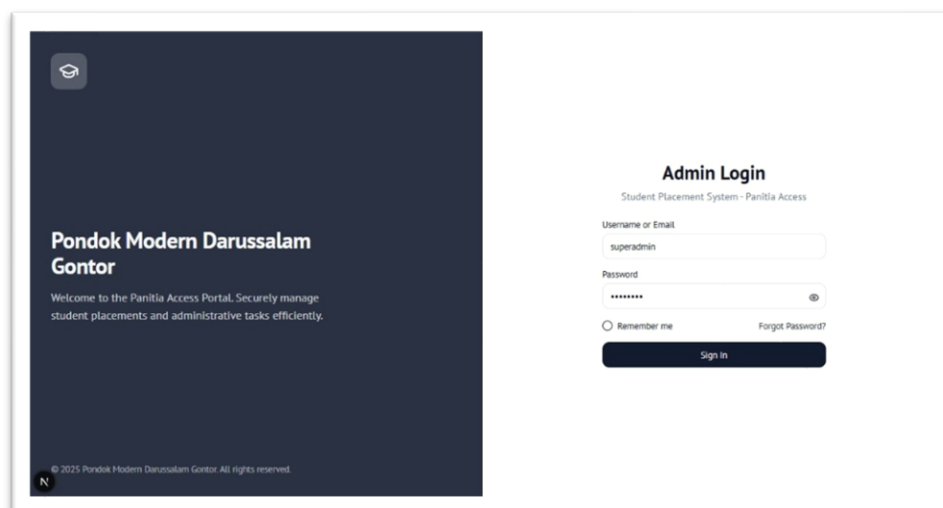 Pondok Modern Darussalam
Gontor
Welcome to the Panitia Access Portal. Securely manage
student placements and administrative tasks efficiently.
© 2025 Pondok Modern Darussalam Gontor. All rights reserved.
N
Admin Login
Student Placement System - Panitia Access
Username or Email
superadmin
Password
••••••••
Remember me
Forgot Password?
Sign In